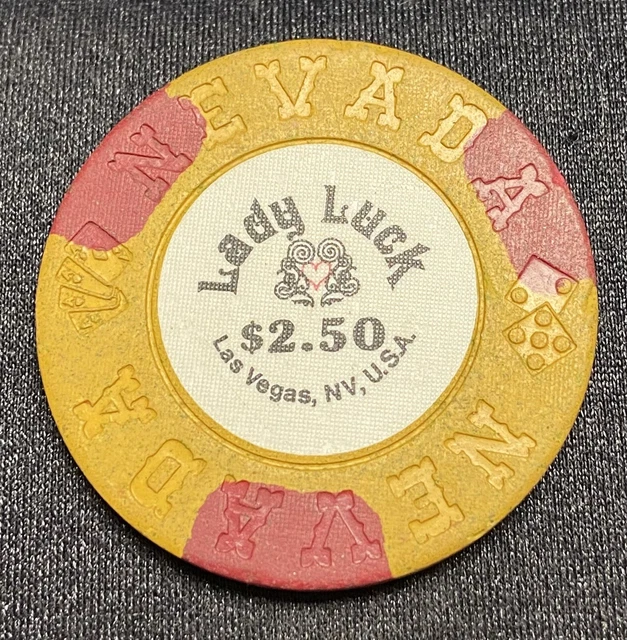 NEVADA
Lady Luck
$2.50
Las Vegas, NV, U.S.A.
NEVADA